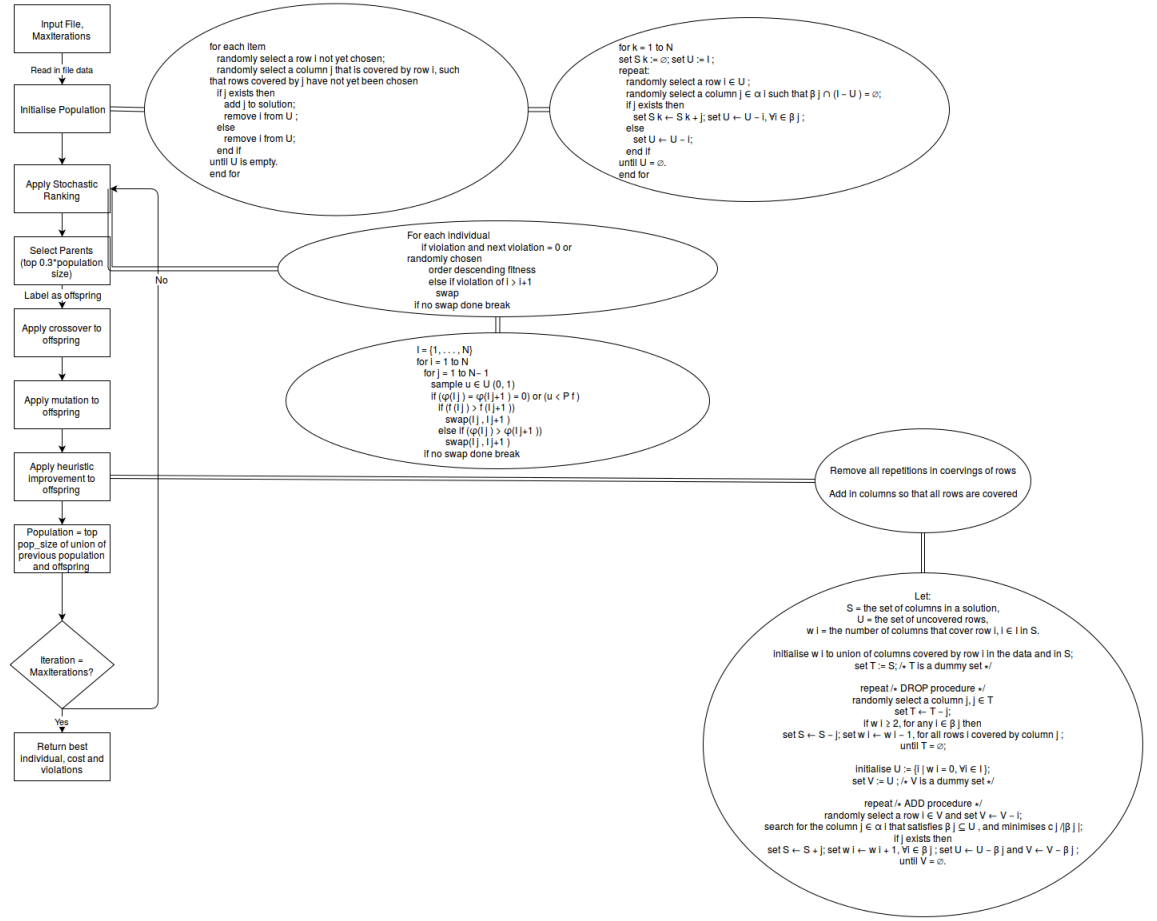 Input File,
MaxIterations
Read in file data
Initialise Population
for each item
randomly select a row i not yet chosen;
randomly select a column j that is covered by row i, such
that rows covered by j have not yet been chosen
if j exists then
add j to solution;
remove i from U ;
else
remove i from U;
end if
until U is empty.
end for
for k = 1 to N
set S k := ∅; set U := I ;
repeat:
randomly select a row i ∈ U ;
randomly select a column j ∈ α i such that β j ∩ (I − U ) = ∅;
if j exists then
set S k ← S k + j; set U ← U − i, ∀i ∈ β j ;
else
set U ← U − i;
end if
until U = ∅.
end for
Apply Stochastic
Ranking
Select Parents
(top 0.3*population
size)
Label as offspring
No
For each individual
if violation and next violation = 0 or
randomly chosen
order descending fitness
else if violation of i > i+1
swap
if no swap done break
I = {1, . . . , N}
for i = 1 to N
for j = 1 to N− 1
sample u ∈ U (0, 1)
if (φ(I j ) = φ(I j+1 ) = 0) or (u < P f )
if (f (I j ) > f (I j+1 ))
swap(I j , I j+1 )
else if (φ(I j ) > φ(I j+1 ))
swap(I j , I j+1 )
if no swap done break
Apply crossover to
offspring
Apply mutation to
offspring
Apply heuristic
improvement to
offspring
Remove all repetitions in coervings of rows
Add in columns so that all rows are covered
Population = top
pop_size of union of
previous population
and offspring
Let:
S = the set of columns in a solution,
U = the set of uncovered rows,
w i = the number of columns that cover row i, i ∈ I in S.
initialise w i to union of columns covered by row i in the data and in S;
set T := S; /⋆ T is a dummy set ⋆/
repeat /⋆ DROP procedure ⋆/
randomly select a column j, j ∈ T
set T ← T − j;
if w i ≥ 2, for any i ∈ β j then
set S ← S − j; set w i ← w i − 1, for all rows i covered by column j ;
until T = ∅;
initialise U := {i | w i = 0, ∀i ∈ I };
set V := U ; /⋆ V is a dummy set ⋆/
repeat /⋆ ADD procedure ⋆/
randomly select a row i ∈ V and set V ← V − i;
search for the column j ∈ α i that satisfies β j ⊆ U , and minimises c j /|β j |;
if j exists then
set S ← S + j; set w i ← w i + 1, ∀i ∈ β j ; set U ← U − β j and V ← V − β j ;
until V = ∅.
Iteration =
MaxIterations?
Yes
Return best
individual, cost and
violations